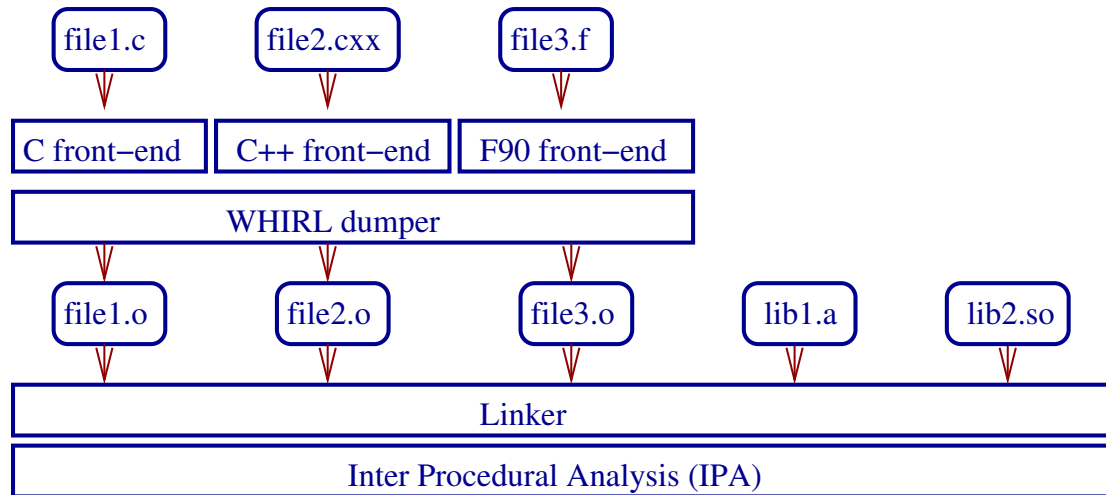 file1.c
file2.cxx
file3.f
C front−end
C++ front−end
F90 front−end
WHIRL dumper
file1.o
file2.o
file3.o
lib1.a
lib2.so
Linker
Inter Procedural Analysis (IPA)